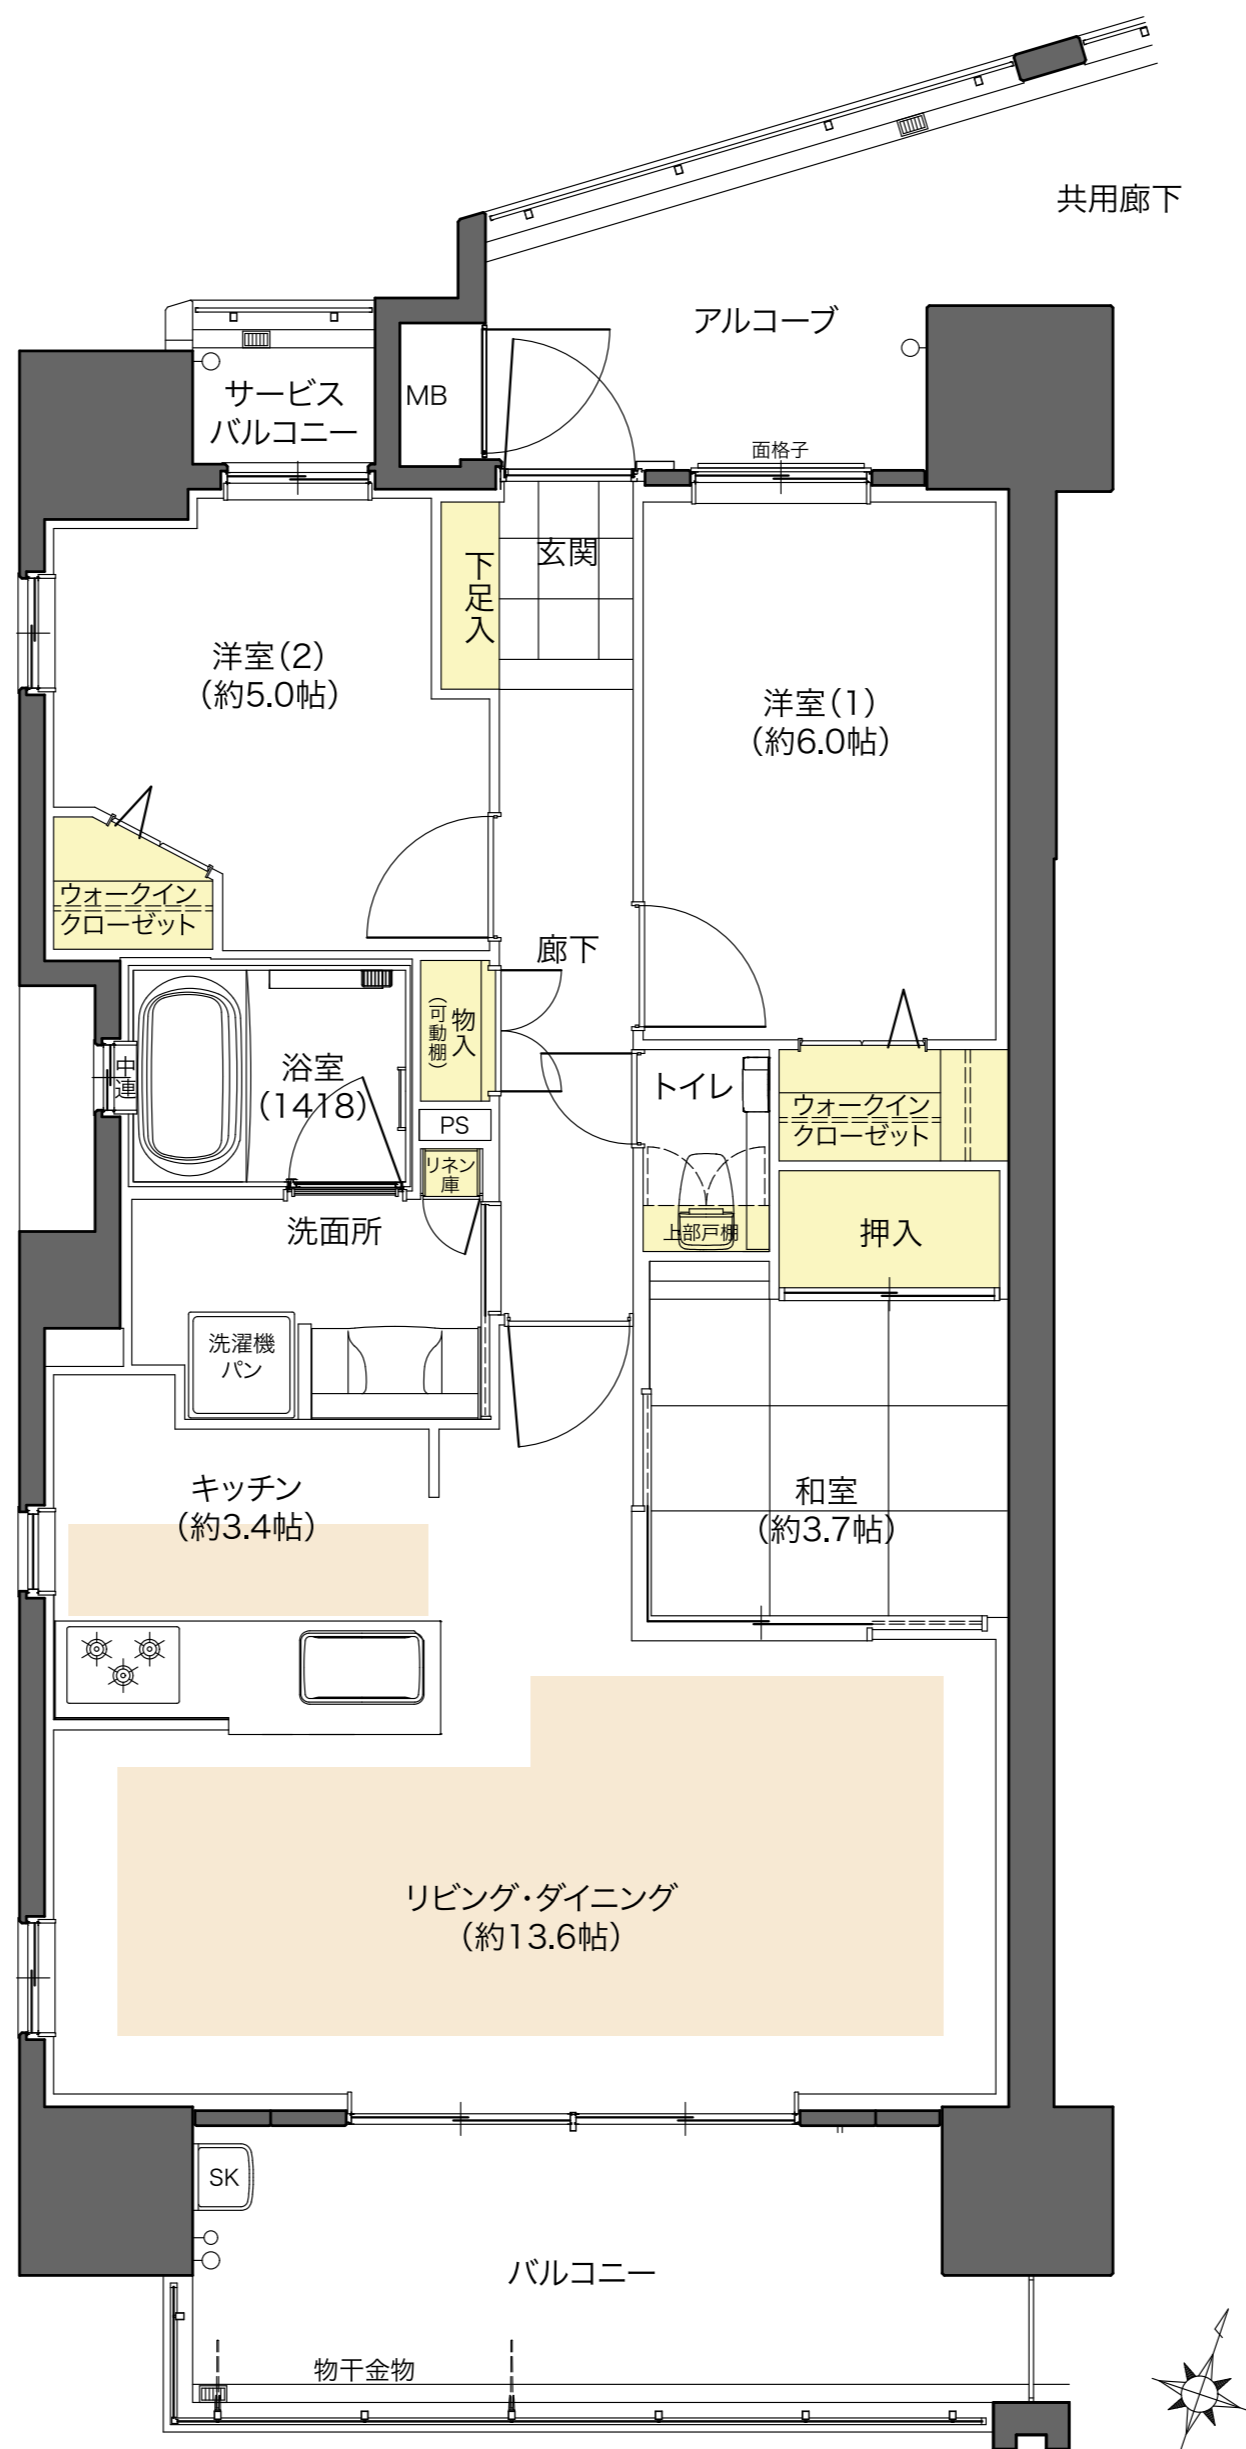 共用廊下
アルコーブ
サービス
バルコニー
MB
面格子
玄関
下足入
洋室(2)
(約5.0帖)
洋室(1)
(約6.0帖)
ウォークイン
クローゼット
廊下
物入
(可動棚)
中連
浴室
(1418)
トイレ
ウォークイン
クローゼット
PS
リネン
庫
洗面所
上部戸棚
押入
洗濯機
パン
キッチン
(約3.4帖)
和室
(約3.7帖)
リビング・ダイニング
(約13.6帖)
SK
バルコニー
物干金物